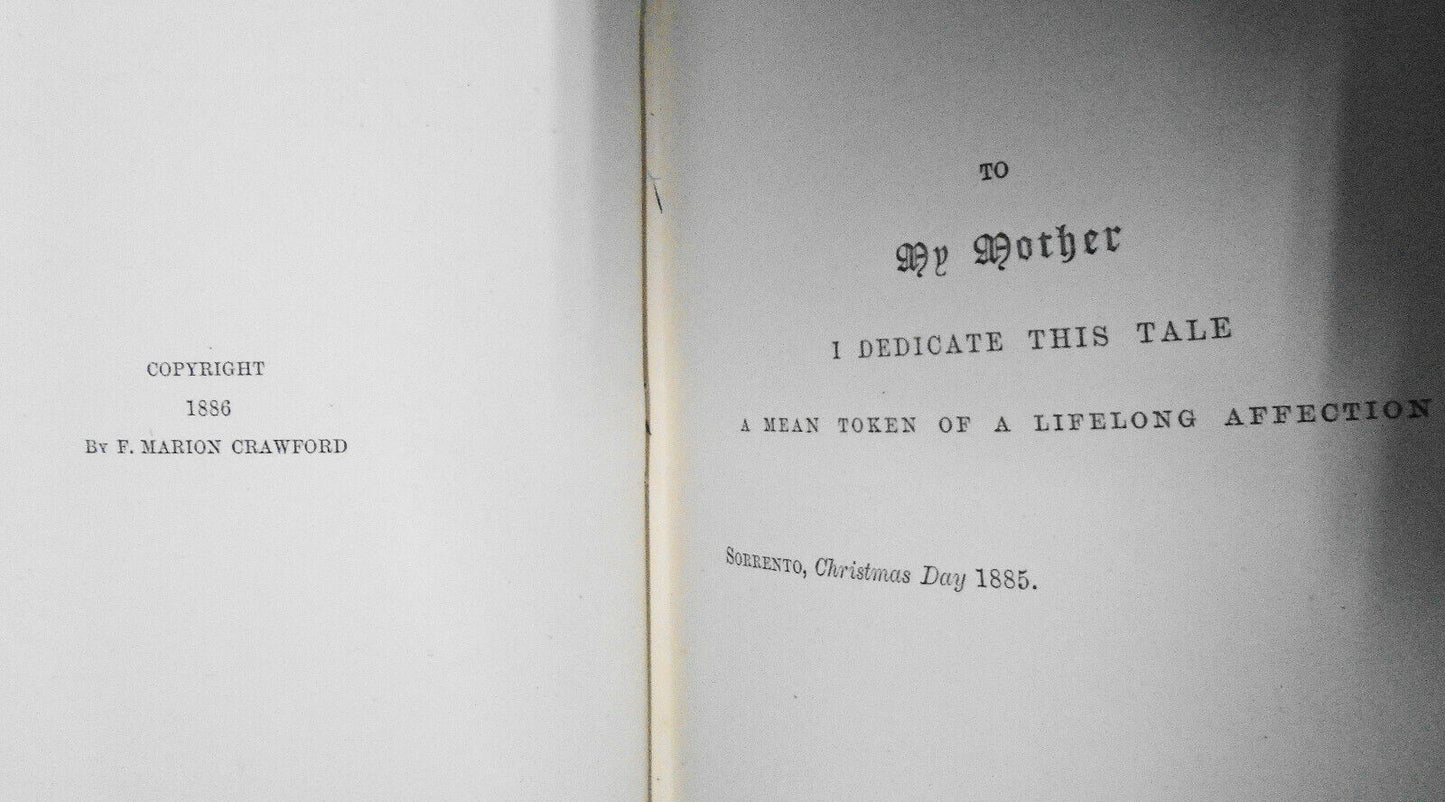 COPYRIGHT
1886
BY F. MARION CRAWFORD
TO
My Mother
I DEDICATE THIS TALE
A MEAN TOKEN OF A LIFELONG AFFECTION
SORRENTO, Christmas Day 1885.